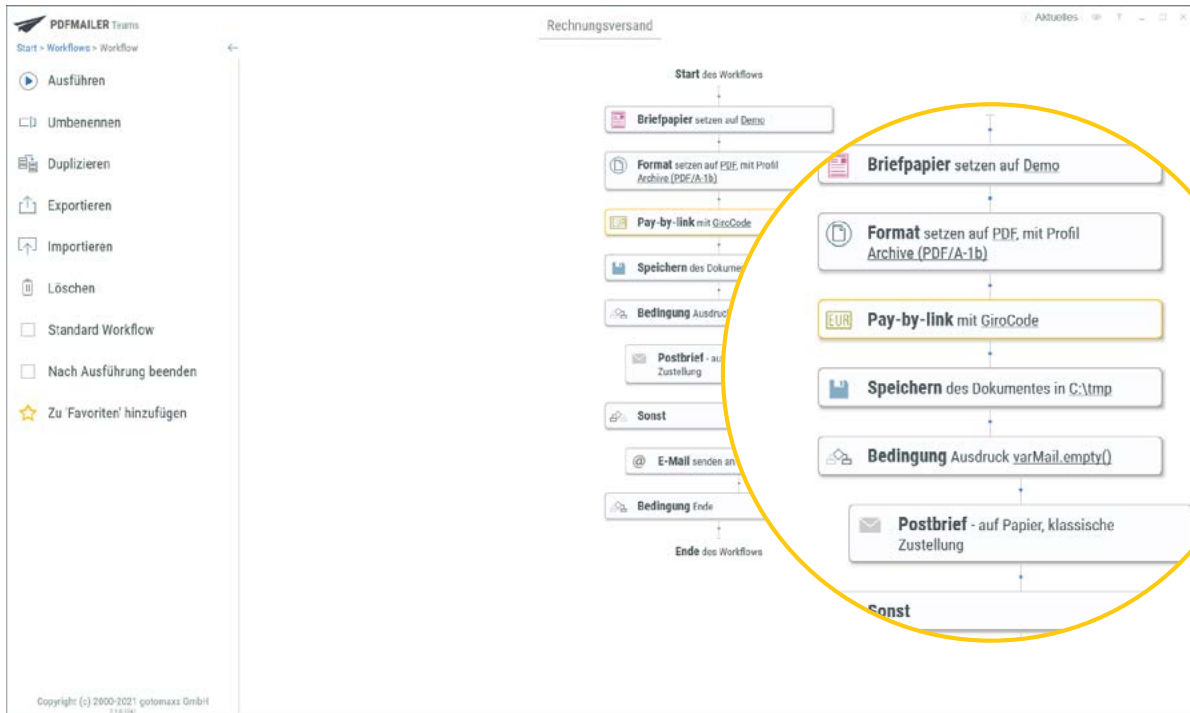 PDFMAILER Teams
Start > Workflows > Workflow
Ausführen
Umbenennen
Duplizieren
Exportieren
Importieren
Löschen
Standard Workflow
Nach Ausführung beenden
Zu 'Favoriten' hinzufügen
Copyright (c) 2000-2021 gotomaxx GmbH
Rechnungsversand
Aktuelles
?
Start des Workflows
Briefpapier setzen auf Demo
Format setzen auf PDF, mit Profil
Archive (PDF/A-1b)
EUR Pay-by-link mit GiroCode
Speichern des Dokume
Bedingung Ausdruc
Postbrief - au
Zustellung
Sonst
@ E-Mail senden an
Bedingung Ende
Ende des Workflows
Briefpapier setzen auf Demo
Format setzen auf PDF, mit Profil
Archive (PDF/A-1b)
EUR Pay-by-link mit GiroCode
Speichern des Dokumentes in C:\tmp
Bedingung Ausdruck varMail.empty()
Postbrief - auf Papier, klassische
Zustellung
Sonst